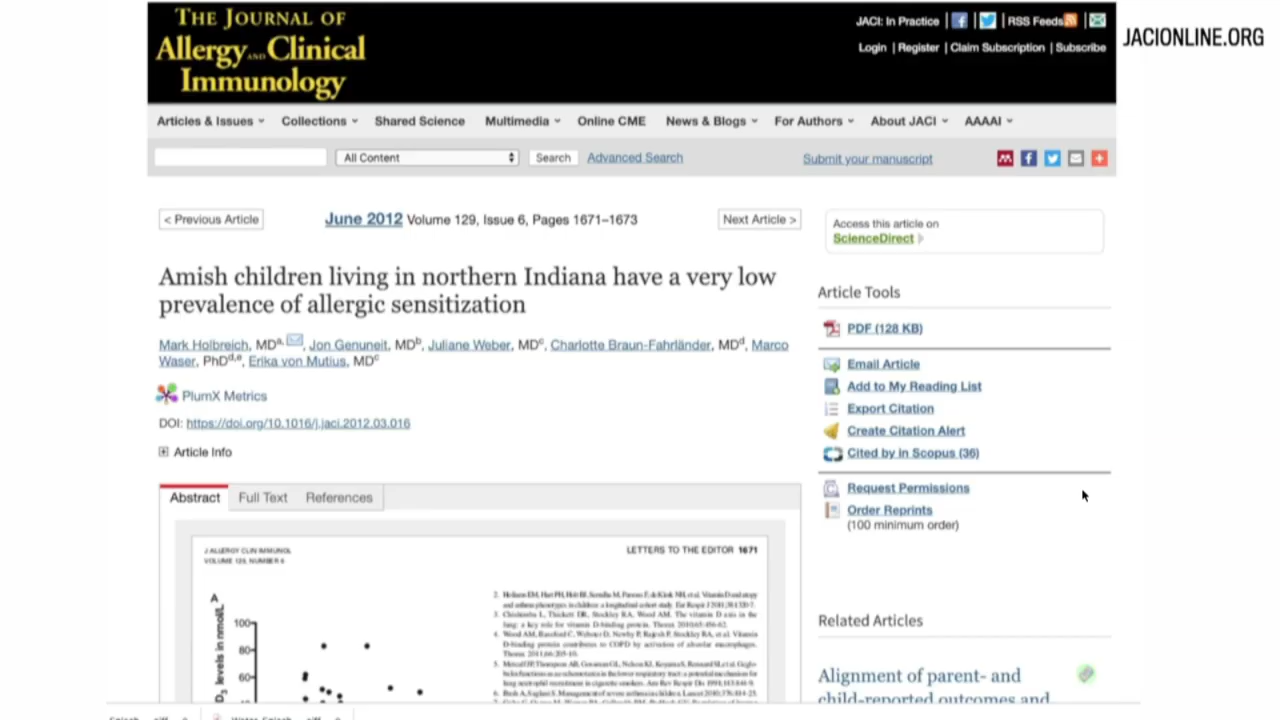 THE JOURNAL OF
Allergy AND Clinical
Immunology
JACI: In Practice | | | RSS Feeds |
Login | Register | Claim Subscription | Subscribe
JACIONLINE.ORG
Articles & Issues Collections Shared Science Multimedia Online CME News & Blogs For Authors About JACI AAAAI
All Content Search Advanced Search Submit your manuscript
< Previous Article June 2012 Volume 129, Issue 6, Pages 1671–1673 Next Article >
Access this article on
ScienceDirect
Amish children living in northern Indiana have a very low
prevalence of allergic sensitization
Mark Holbreich, MDa, , Jon Genuneit, MDb, Juliane Weber, MDc, Charlotte Braun-Fahrländer, MDd, Marco
Waser, PhDd,e, Erika von Mutius, MDc
PlumX Metrics
DOI: https://doi.org/10.1016/j.jaci.2012.03.016
Article Info
Article Tools
PDF (128 KB)
Email Article
Add to My Reading List
Export Citation
Create Citation Alert
Cited by in Scopus (36)
Request Permissions
Order Reprints
(100 minimum order)
Abstract Full Text References
J ALLERGY CLIN IMMUNOL
VOLUME 129, NUMBER 6
LETTERS TO THE EDITOR 1671
A
D3 levels in nmol/L
100
80
60
Related Articles
Alignment of parent- and
child-reported outcomes and